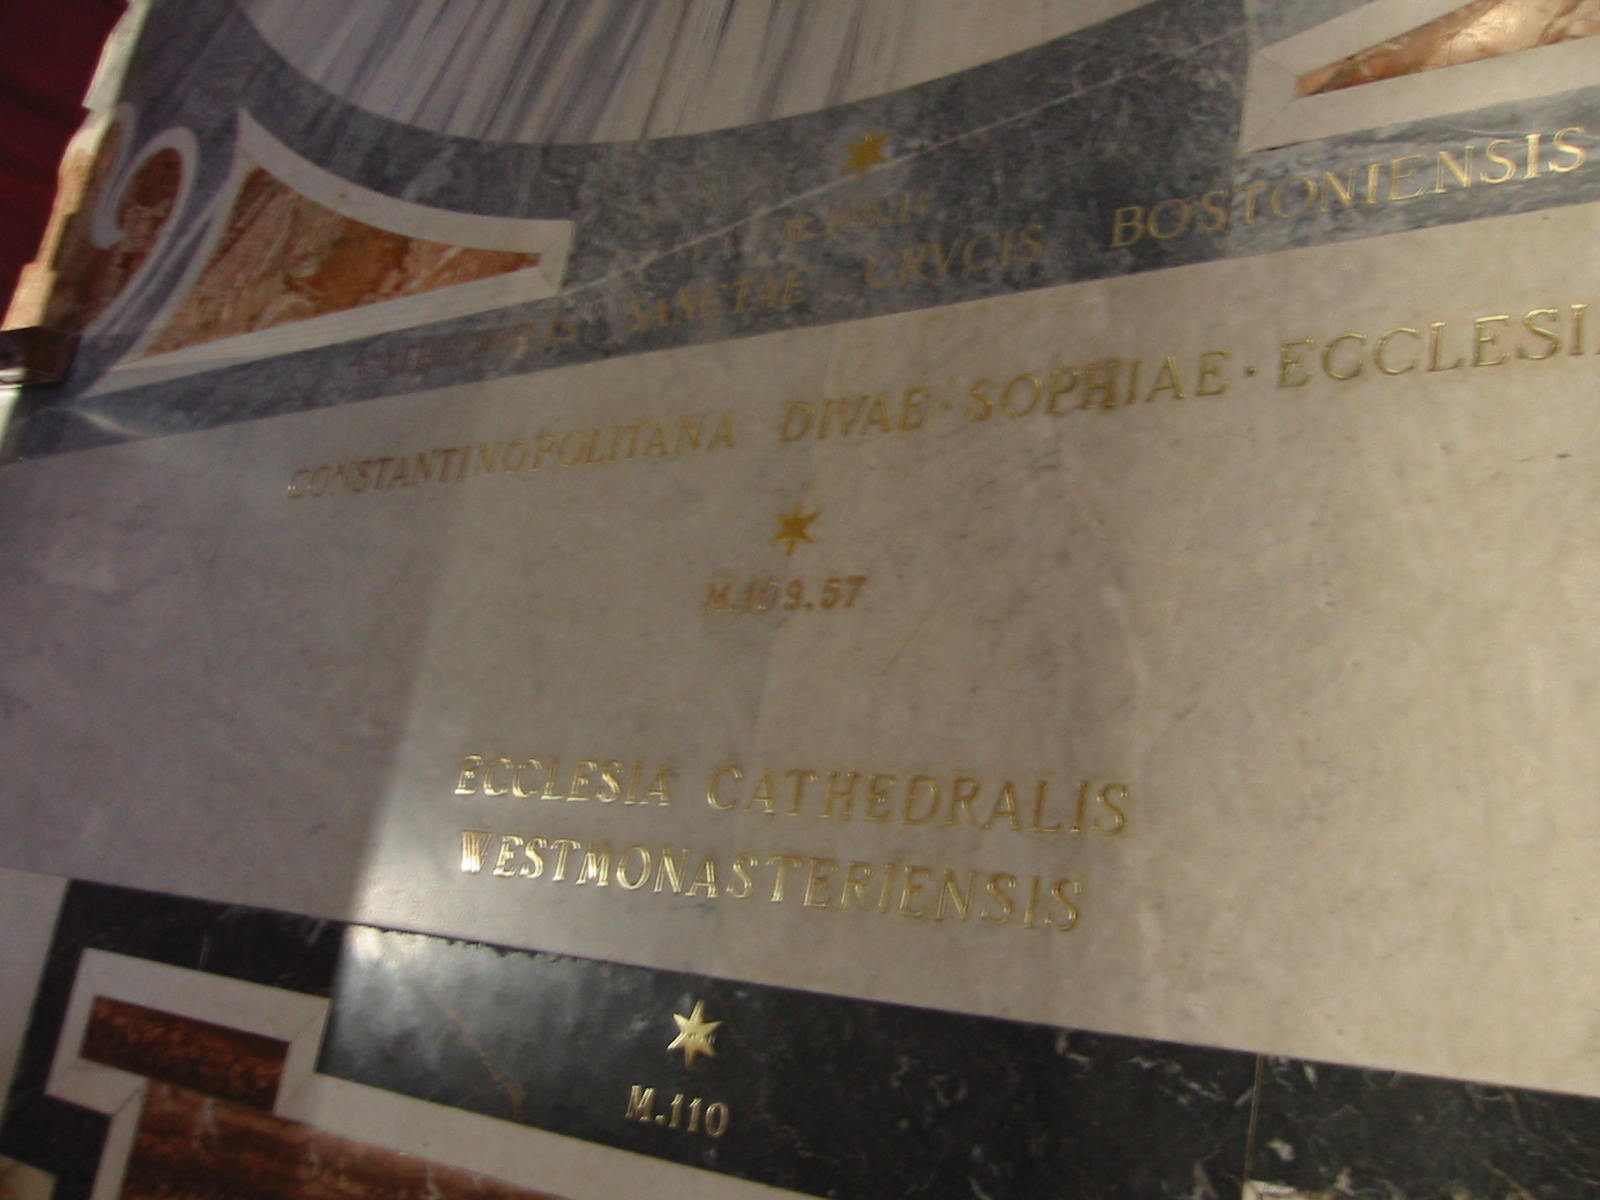 SANCTAE CRVCIS BOSTONIENSIS
CONSTANTINOPOLITANA DIVAE · SOPHIAE · ECCLESI
M.109.57
ECCLESIA CATHEDRALIS
WESTMONASTERIENSIS
M.110